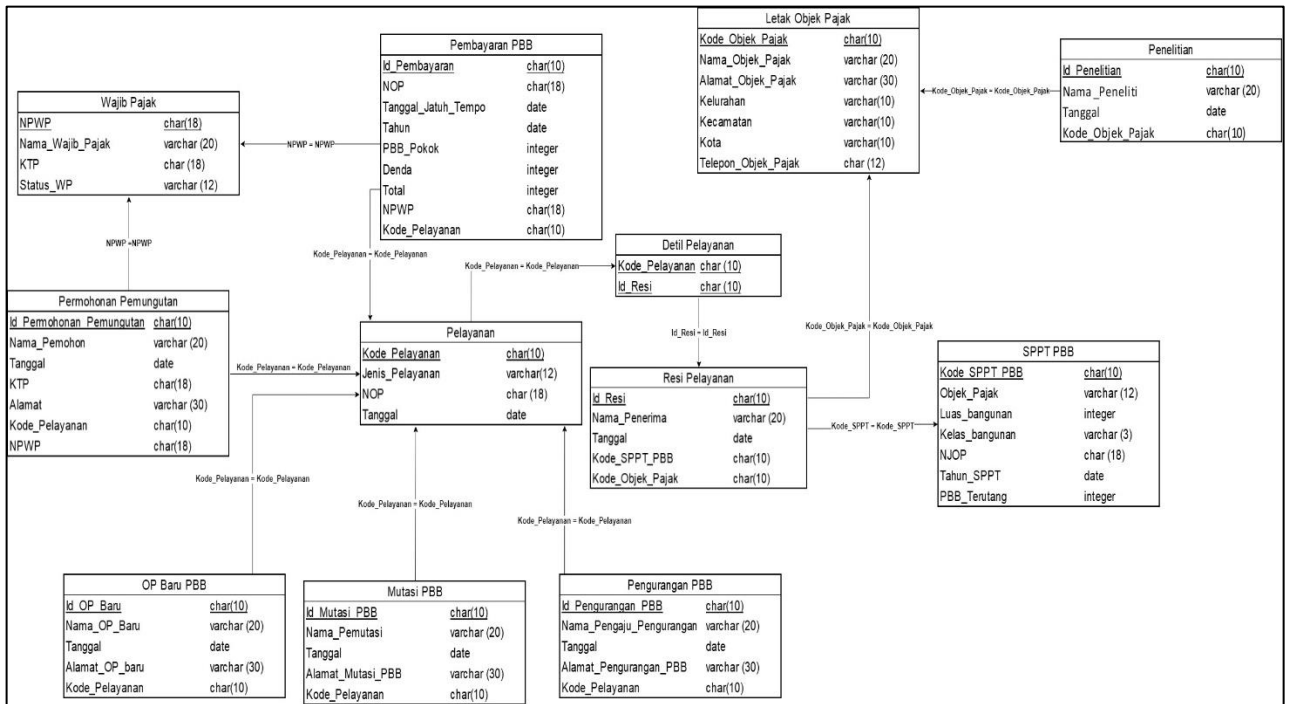 Pembayaran PBB
Id_Pembayaran char(10)
NOP char(18)
Tanggal_Jatuh_Tempo date
Tahun date
PBB_Pokok integer
Denda integer
Total integer
NPWP char(18)
Kode_Pelayanan char(10)
Letak Objek Pajak
Kode_Objek_Pajak char(10)
Nama_Objek_Pajak varchar (20)
Alamat_Objek_Pajak varchar (30)
Kelurahan varchar(10)
Kecamatan varchar(10)
Kota varchar(10)
Telepon_Objek_Pajak char (12)
Penelitian
Id_Penelitian char(10)
Nama _Peneliti varchar (20)
Tanggal date
Kode_Objek_Pajak char(10)
Kode_Objek_Pajak = Kode_Objek_Pajak
Wajib Pajak
NPWP char(18)
Nama_Wajib_Pajak varchar (20)
KTP char (18)
Status_WP varchar (12)
NPWP = NPWP
NPWP =NPWP
Kode_Pelayanan = Kode_Pelayanan
Kode_Pelayanan = Kode_Pelayanan
Detil Pelayanan
Kode_Pelayanan char (10)
Id_Resi char (10)
Permohonan Pemungutan
Id_Permohonan_Pemungutan char(10)
Nama_Pemohon varchar (20)
Tanggal date
KTP char(18)
Alamat varchar (30)
Kode_Pelayanan char(10)
NPWP char(18)
Kode_Pelayanan = Kode_Pelayanan
Pelayanan
Kode_Pelayanan char(10)
Jenis_Pelayanan varchar(12)
NOP char (18)
Tanggal date
Id_Resi = Id_Resi
Kode_Objek_Pajak = Kode_Objek_Pajak
Resi Pelayanan
Id_Resi char(10)
Nama_Penerima varchar (20)
Tanggal date
Kode_SPPT_PBB char(10)
Kode_Objek_Pajak char(10)
Kode_SPPT = Kode_SPPT
SPPT PBB
Kode_SPPT_PBB char(10)
Objek_Pajak varchar (12)
Luas_bangunan integer
Kelas_bangunan varchar (3)
NJOP char (18)
Tahun_SPPT date
PBB_Terutang integer
Kode_Pelayanan = Kode_Pelayanan
Kode_Pelayanan = Kode_Pelayanan
Kode_Pelayanan = Kode_Pelayanan
OP Baru PBB
Id_OP_Baru char(10)
Nama_OP_Baru varchar (20)
Tanggal date
Alamat_OP_baru varchar (30)
Kode_Pelayanan char(10)
Mutasi PBB
Id_Mutasi_PBB char(10)
Nama_Pemutasi varchar (20)
Tanggal date
Alamat_Mutasi_PBB varchar (30)
Kode_Pelayanan char(10)
Pengurangan PBB
Id_Pengurangan_PBB char(10)
Nama_Pengaju_Pengurangan varchar (20)
Tanggal date
Alamat_Pengurangan_PBB varchar (30)
Kode_Pelayanan char(10)